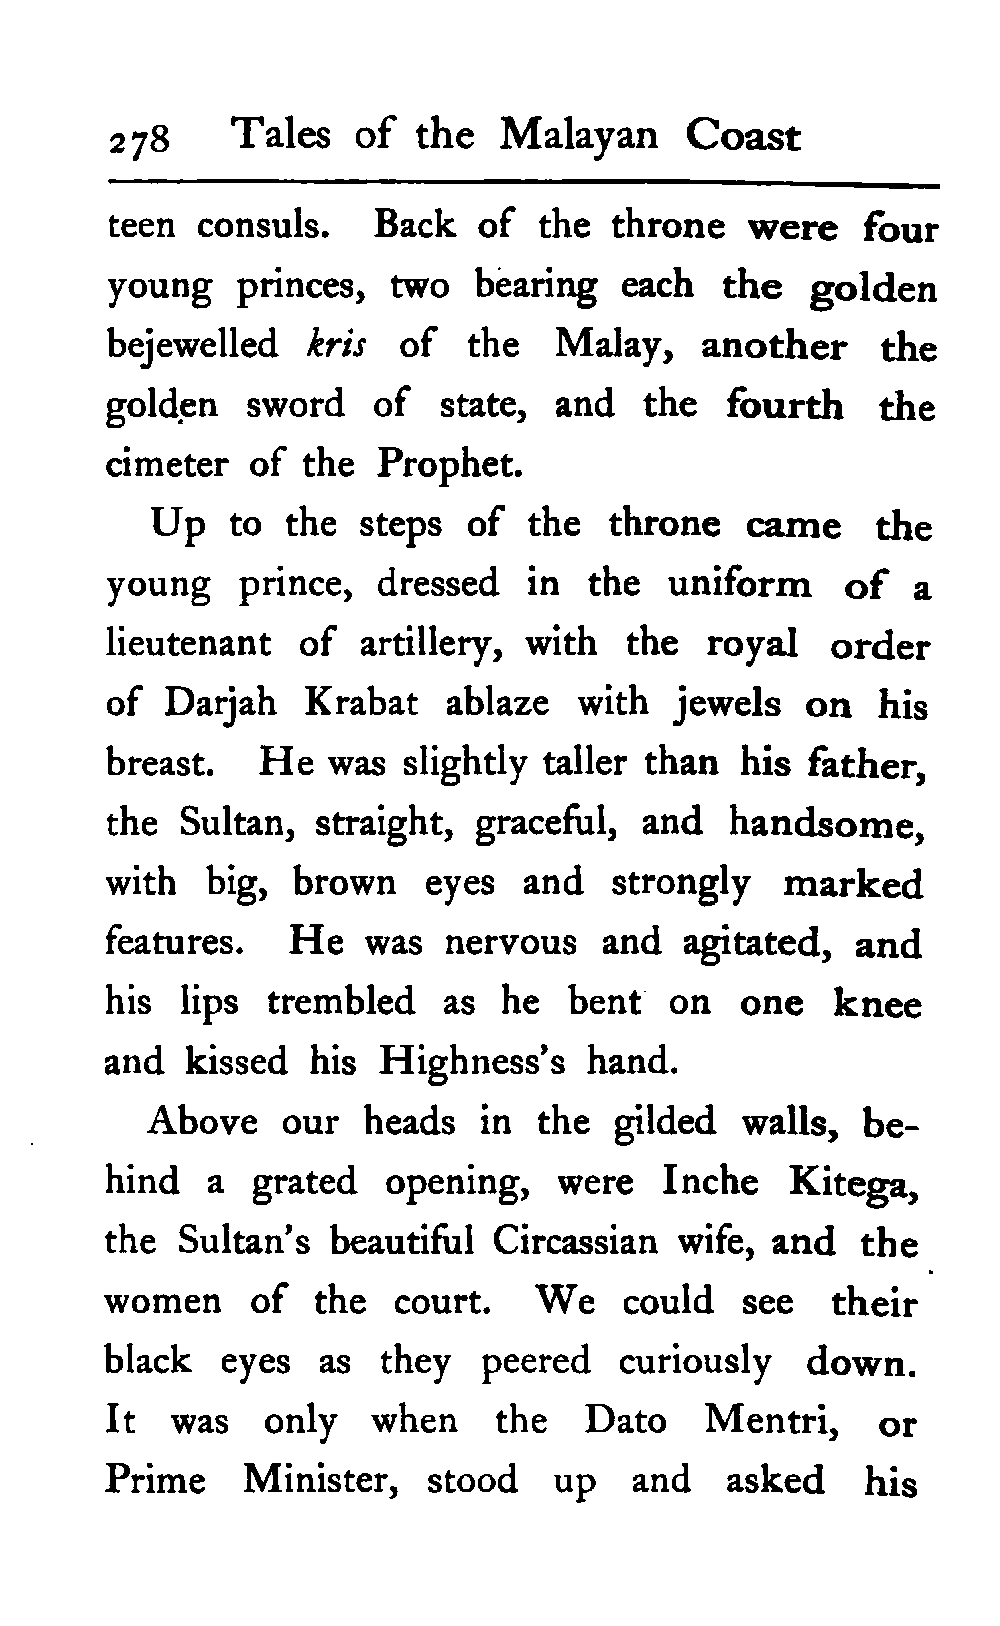 278 Tales of the Malayan Coast
teen consuls. Back of the throne were four
young princes, two bearing each the golden
bejewelled kris of the Malay, another the
golden sword of state, and the fourth the
cimeter of the Prophet.
Up to the steps of the throne came the
young prince, dressed in the uniform of a
lieutenant of artillery, with the royal order
of Darjah Krabat ablaze with jewels on his
breast. He was slightly taller than his father,
the Sultan, straight, graceful, and handsome,
with big, brown eyes and strongly marked
features. He was nervous and agitated, and
his lips trembled as he bent on one knee
and kissed his Highness's hand.
Above our heads in the gilded walls, be-
hind a grated opening, were Inche Kitega,
the Sultan's beautiful Circassian wife, and the
women of the court. We could see their
black eyes as they peered curiously down.
It was only when the Dato Mentri, or
Prime Minister, stood up and asked his